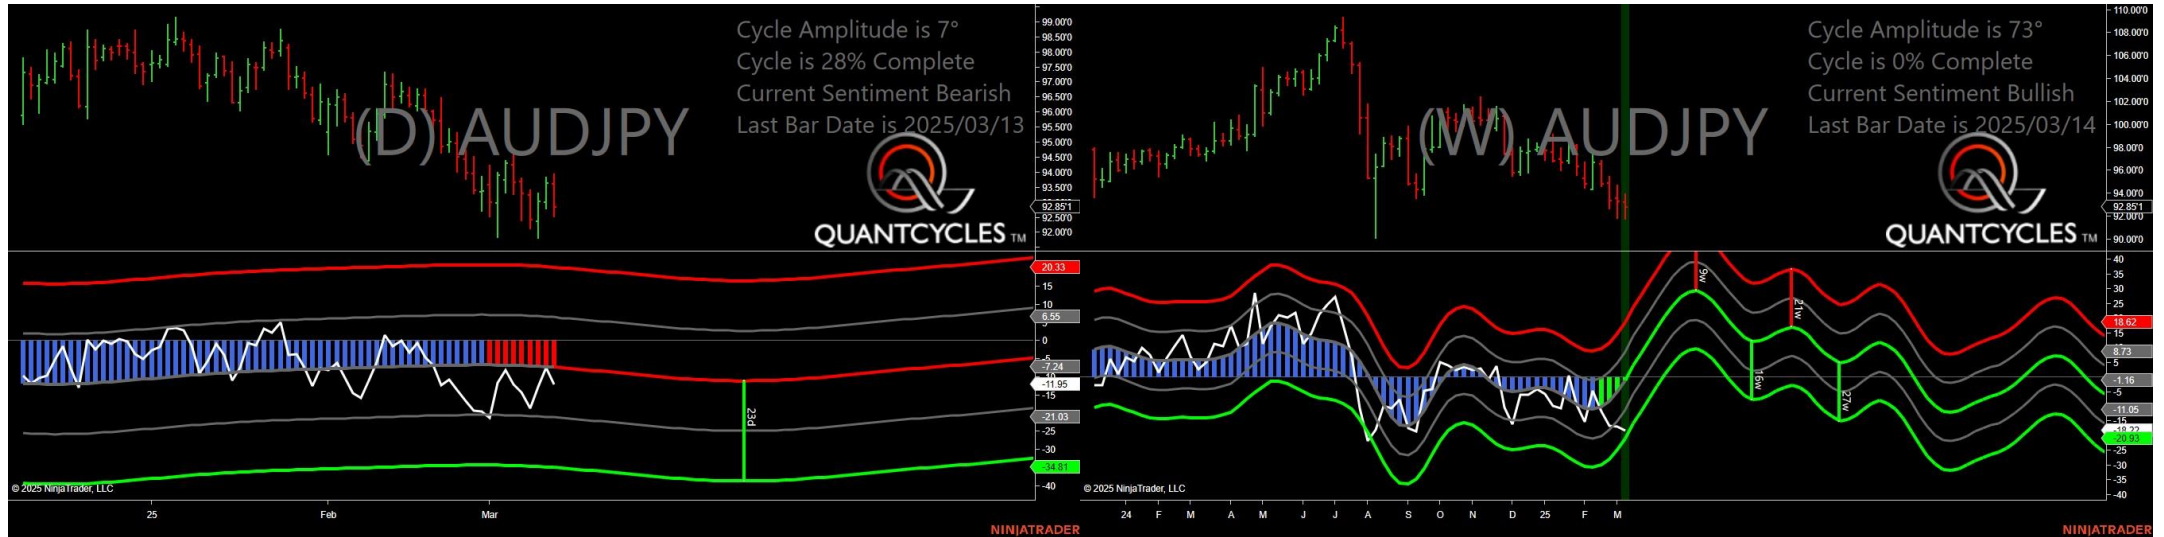 Cycle Amplitude is 7°
Cycle is 28% Complete
Current Sentiment Bearish
Last Bar Date is 2025/03/13
(D) AUDJPY
QUANTCYCLES TM
99.00'0
98.50'0
98.00'0
97.50'0
97.00'0
96.50'0
96.00'0
95.50'0
95.00'0
94.50'0
94.00'0
93.50'0
92.85'1
92.50'0
92.00'0
20.33
15
10
6.55
0
-5
-7.24
-11.95
-15
-21.03
-25
-30
-34.81
-40
23d
© 2025 NinjaTrader, LLC
25 Feb Mar
NINJATRADER
Cycle Amplitude is 73°
Cycle is 0% Complete
Current Sentiment Bullish
Last Bar Date is 2025/03/14
(W) AUDJPY
QUANTCYCLES TM
110.00'0
108.00'0
106.00'0
104.00'0
102.00'0
100.00'0
98.00'0
96.00'0
94.00'0
92.85'1
92.00'0
90.00'0
40
35
30
25
18.62
15
8.73
5
-1.16
-5
-11.05
-15
-18.22
-20.93
-25
-30
-35
-40
9w
21w
16w
27w
© 2025 NinjaTrader, LLC
24 F M A M J J A S O N D 25 F M
NINJATRADER